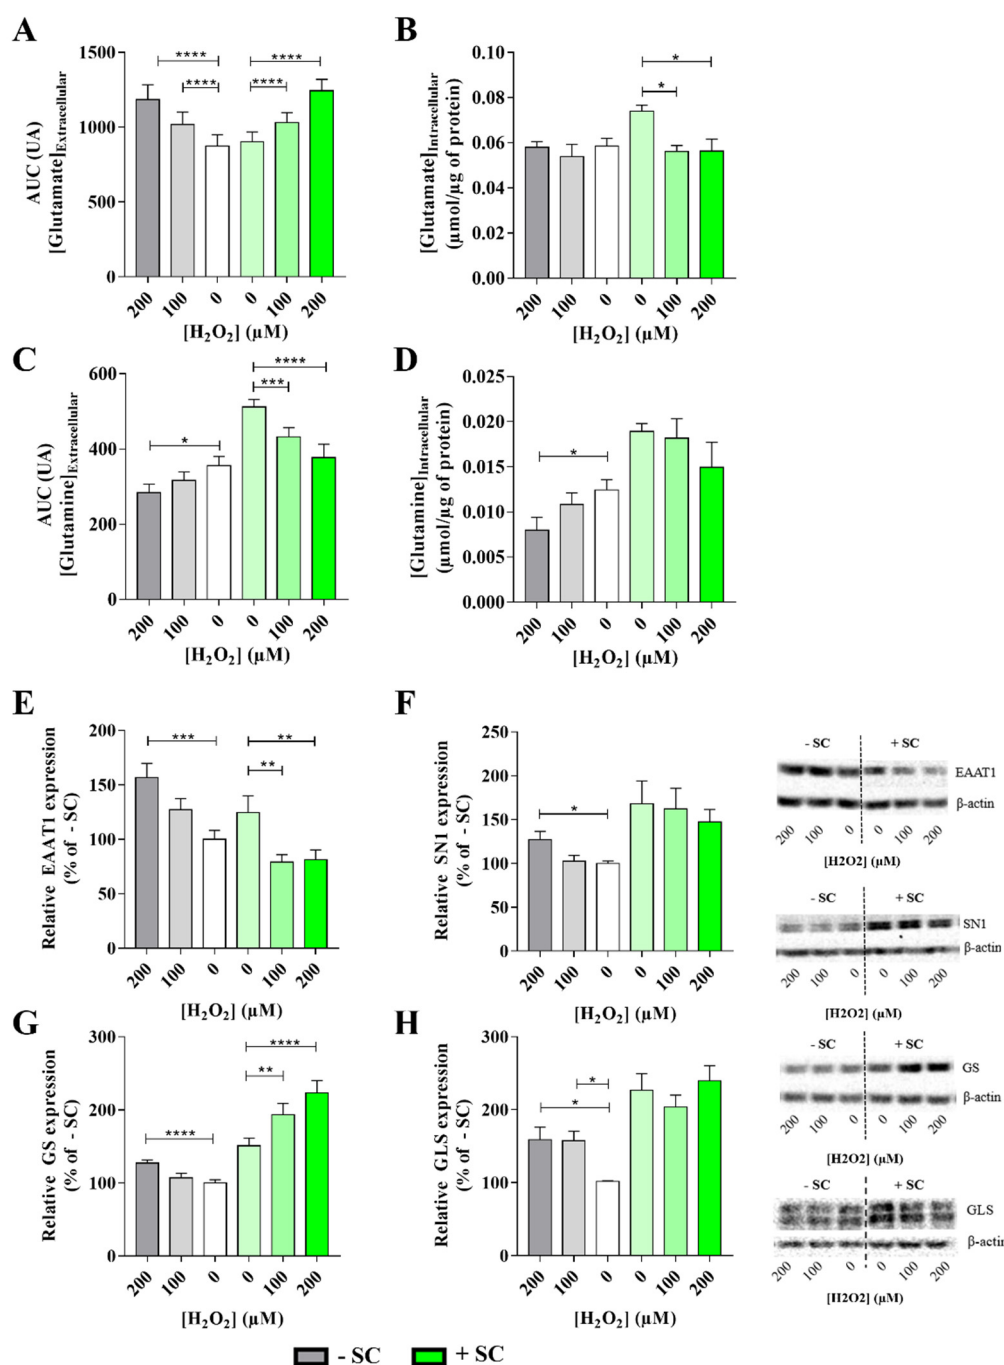 A
AUC (UA)
[Glutamate]Extracellular
1500
1000
500
0
****
****
****
****
200
100
0
0
100
200
[H2O2] (µM)
B
[Glutamate]Intracellular
(µmol/µg of protein)
0.10
0.08
0.06
0.04
0.02
0.00
*
*
200
100
0
0
100
200
[H2O2] (µM)
C
AUC (UA)
[Glutamine]Extracellular
600
400
200
0
*
****
***
200
100
0
0
100
200
[H2O2] (µM)
D
[Glutamine]Intracellular
(µmol/µg of protein)
0.025
0.020
0.015
0.010
0.005
0.000
*
200
100
0
0
100
200
[H2O2] (µM)
E
Relative EAAT1 expression
(% of - SC)
200
150
100
50
0
***
**
**
200
100
0
0
100
200
[H2O2] (µM)
F
Relative SN1 expression
(% of - SC)
250
200
150
100
50
0
*
200
100
0
0
100
200
[H2O2] (µM)
- SC
+ SC
EAAT1
β-actin
200
100
0
0
100
200
[H2O2] (µM)
- SC
+ SC
SN1
β-actin
200
100
0
0
100
200
[H2O2] (µM)
G
Relative GS expression
(% of - SC)
300
200
100
0
****
****
**
200
100
0
0
100
200
[H2O2] (µM)
H
Relative GLS expression
(% of - SC)
300
200
100
0
*
*
200
100
0
0
100
200
[H2O2] (µM)
- SC
+ SC
GS
β-actin
200
100
0
0
100
200
[H2O2] (µM)
- SC
+ SC
GLS
β-actin
200
100
0
0
100
200
[H2O2] (µM)
- SC
+ SC